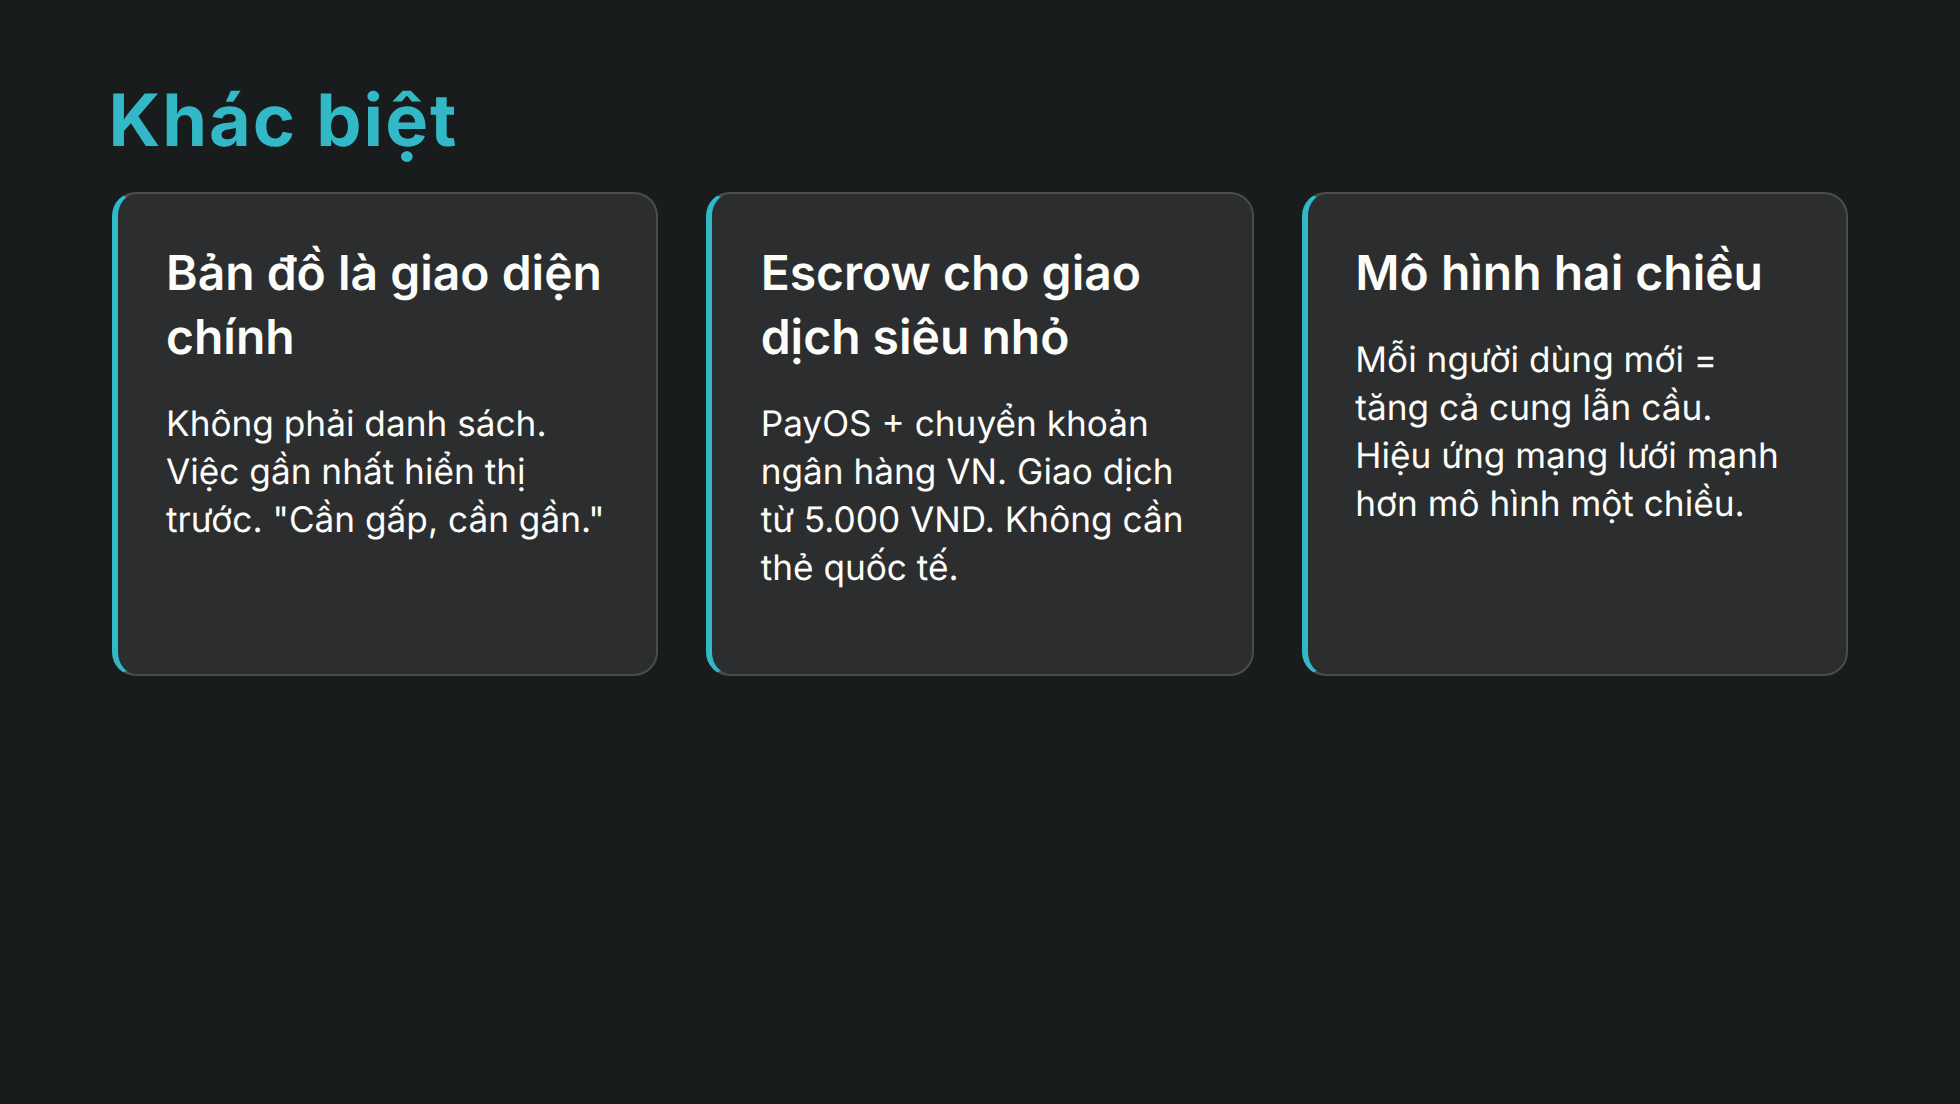 Khác biệt
Bản đồ là giao diện
chính
Không phải danh sách.
Việc gần nhất hiển thị
trước. "Cần gấp, cần gần."
Escrow cho giao
dịch siêu nhỏ
PayOS + chuyển khoản
ngân hàng VN. Giao dịch
từ 5.000 VND. Không cần
thẻ quốc tế.
Mô hình hai chiều
Mỗi người dùng mới =
tăng cả cung lẫn cầu.
Hiệu ứng mạng lưới mạnh
hơn mô hình một chiều.